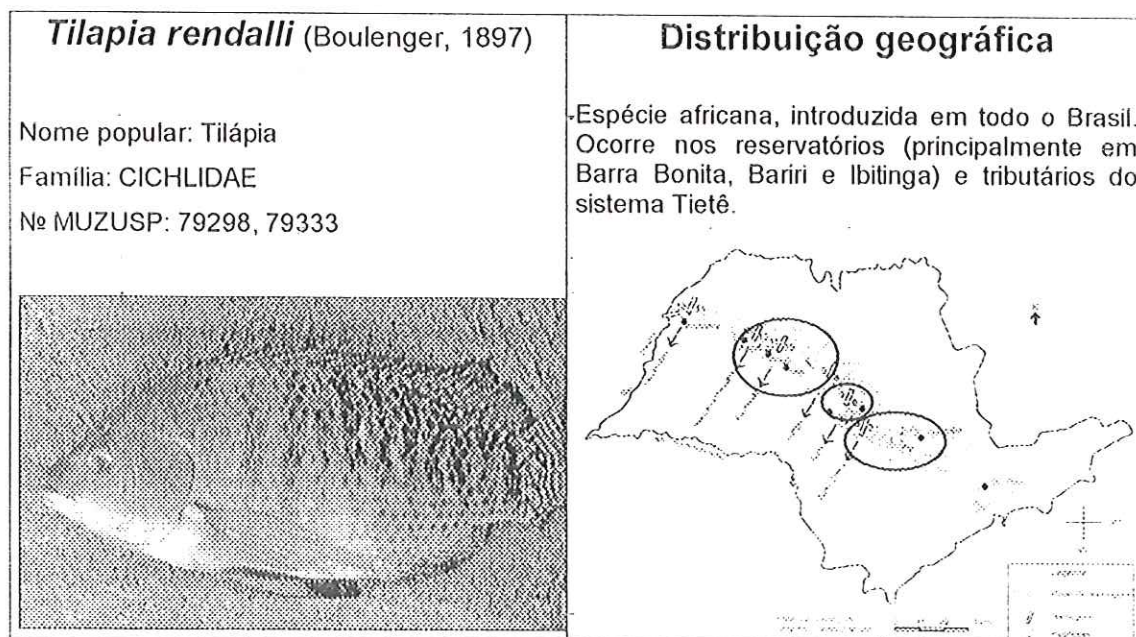 Tilapia rendalli (Boulenger, 1897)
Nome popular: Tilápia
Família: CICHLIDAE
№ MUZUSP: 79298, 79333
Distribuição geográfica
Espécie africana, introduzida em todo o Brasil.
Ocorre nos reservatórios (principalmente em
Barra Bonita, Bariri e Ibitinga) e tributários do
sistema Tietê.